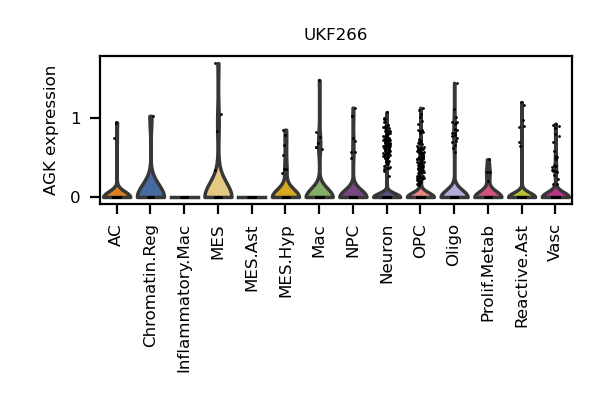 UKF266
AGK expression
1
0
AC
Chromatin.Reg
Inflammatory.Mac
MES
MES.Ast
MES.Hyp
Mac
NPC
Neuron
OPC
Oligo
Prolif.Metab
Reactive.Ast
Vasc